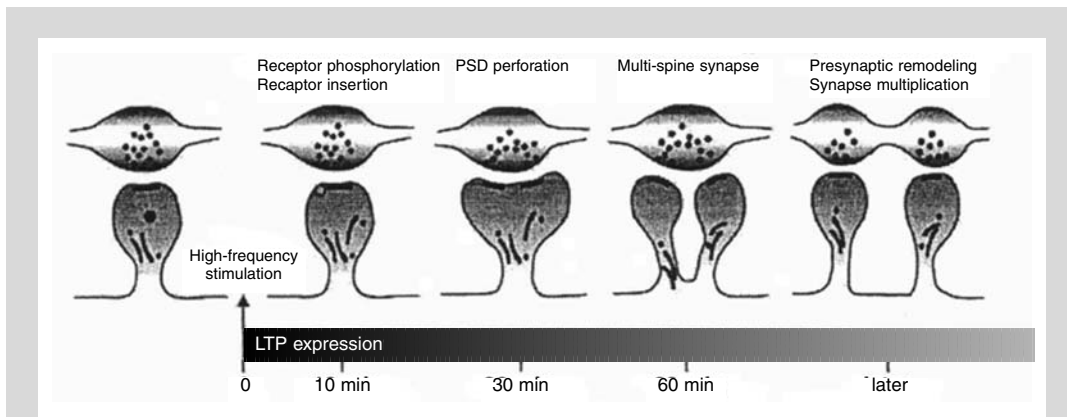 Receptor phosphorylation
Recaptor insertion
PSD perforation
Multi-spine synapse
Presynaptic remodeling
Synapse multiplication
High-frequency
stimulation
LTP expression
0
10 min
30 min
60 min
later